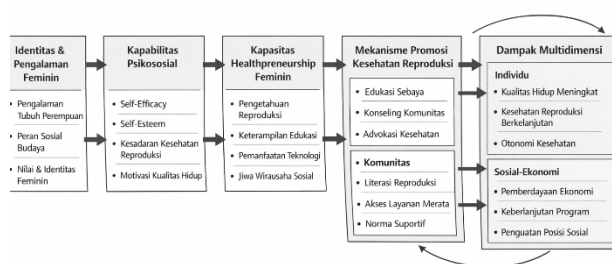 Identitas &
Pengalaman
Feminin
• Pengalaman
Tubuh Perempuan
• Peran Sosial
Budaya
• Nilai & Identitas
Feminin
Kapabilitas
Psikososial
• Self-Efficacy
• Self-Esteem
• Kesadaran Kesehatan
Reproduksi
• Motivasi Kualitas Hidup
Kapasitas
Healthpreneurship
Feminin
• Pengetahuan
Reproduksi
• Keterampilan Edukasi
• Pemanfaatan Teknologi
• Jiwa Wirausaha Sosial
Mekanisme Promosi
Kesehatan Reproduksi
• Edukasi Sebaya
• Konseling Komunitas
• Advokasi Kesehatan
• Komunitas
• Literasi Reproduksi
• Akses Layanan Merata
• Norma Suportif
Dampak Multidimensi
Individu
• Kualitas Hidup Meningkat
• Kesehatan Reproduksi
Berkelanjutan
• Otonomi Kesehatan
Sosial-Ekonomi
• Pemberdayaan Ekonomi
• Keberlanjutan Program
• Penguatan Posisi Sosial